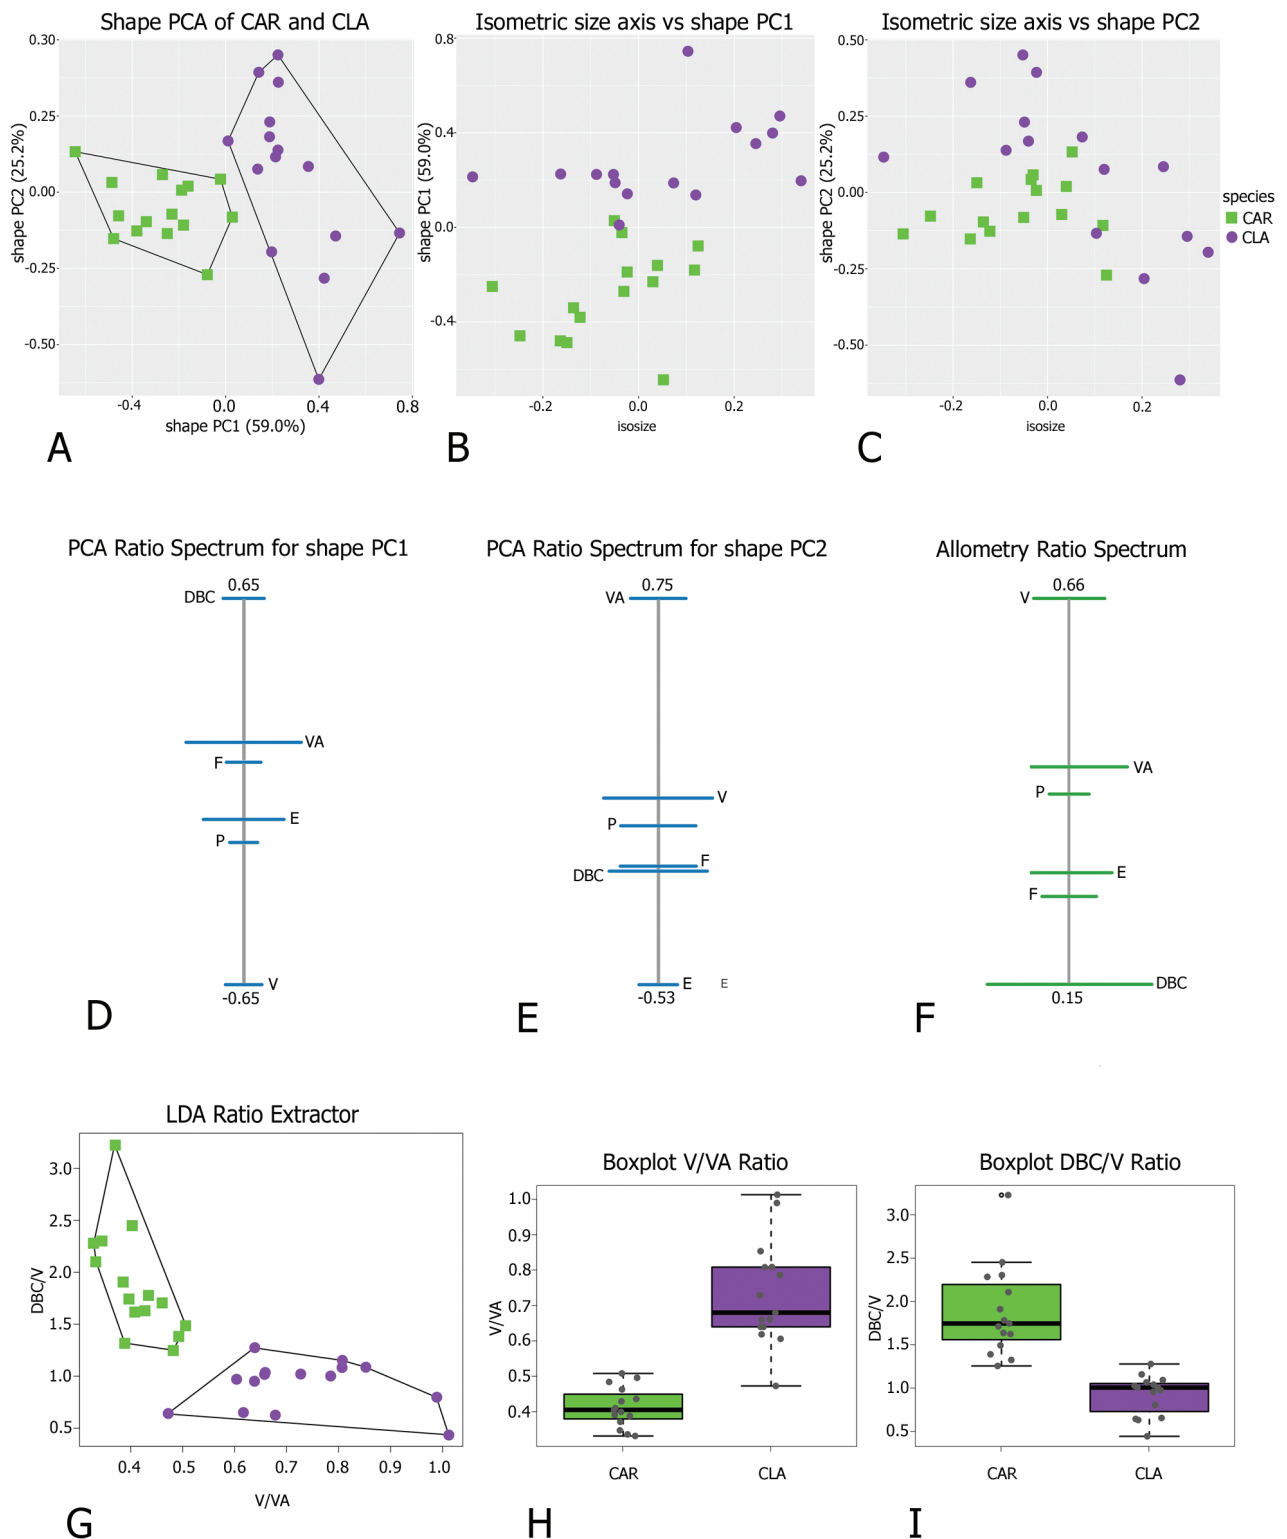 Shape PCA of CAR and CLA
0.30
0.25
0.00
-0.25
-0.50
shape PC2 (25.2%)
-0.4
0.0
0.4
0.8
shape PC1 (59.0%)
A
Isometric size axis vs shape PC1
0.8
0.4
0.0
-0.4
shape PC1 (59.0%)
-0.2
0.0
0.2
isosize
B
Isometric size axis vs shape PC2
0.50
0.25
0.00
-0.25
-0.50
shape PC2 (25.2%)
-0.2
0.0
0.2
isosize
C
species
CAR
CLA
PCA Ratio Spectrum for shape PC1
0.65
DBC
VA
F
E
P
V
-0.65
D
PCA Ratio Spectrum for shape PC2
0.75
VA
V
P
F
DBC
E
E
-0.53
E
Allometry Ratio Spectrum
0.66
V
VA
P
E
F
DBC
0.15
F
LDA Ratio Extractor
3.0
2.5
2.0
1.5
1.0
0.5
DBC/V
0.4
0.5
0.6
0.7
0.8
0.9
1.0
V/VA
G
Boxplot V/VA Ratio
1.0
0.9
0.8
0.7
0.6
0.5
0.4
V/VA
CAR
CLA
H
Boxplot DBC/V Ratio
3.0
2.5
2.0
1.5
1.0
0.5
DBC/V
CAR
CLA
I